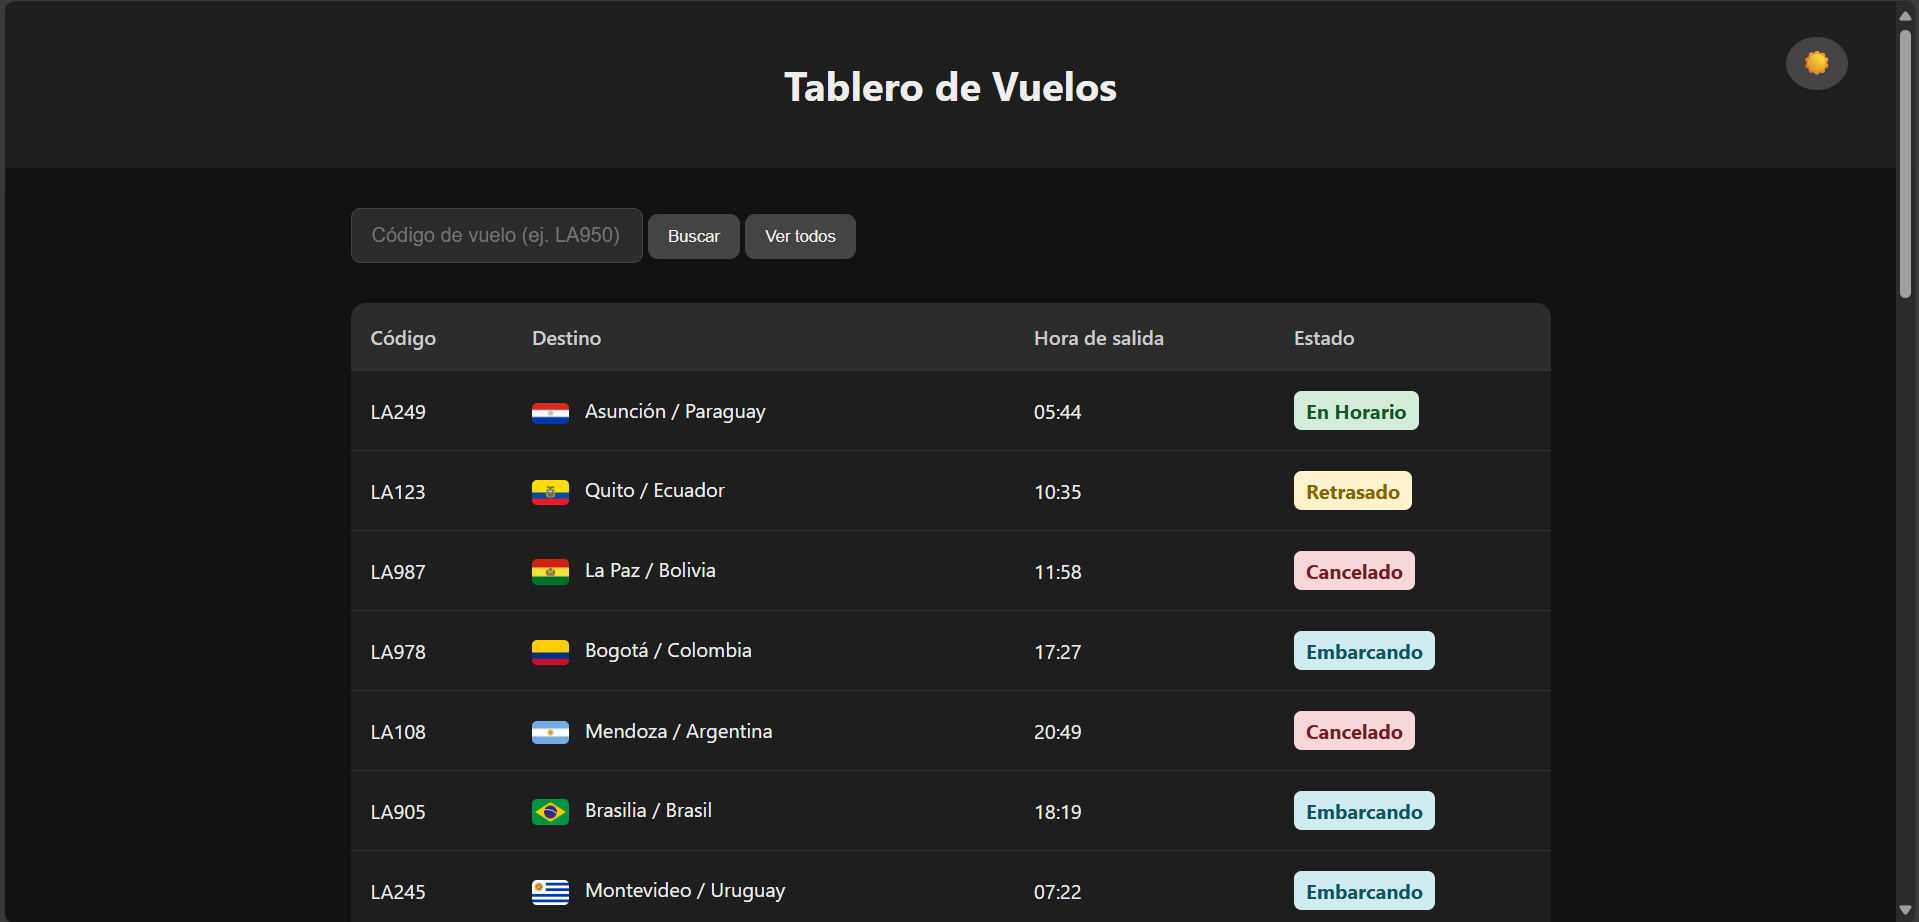 Tablero de Vuelos
Código de vuelo (ej. LA950) Buscar Ver todos
Código Destino Hora de salida Estado
LA249 Asunción / Paraguay 05:44 En Horario
LA123 Quito / Ecuador 10:35 Retrasado
LA987 La Paz / Bolivia 11:58 Cancelado
LA978 Bogotá / Colombia 17:27 Embarcando
LA108 Mendoza / Argentina 20:49 Cancelado
LA905 Brasilia / Brasil 18:19 Embarcando
LA245 Montevideo / Uruguay 07:22 Embarcando